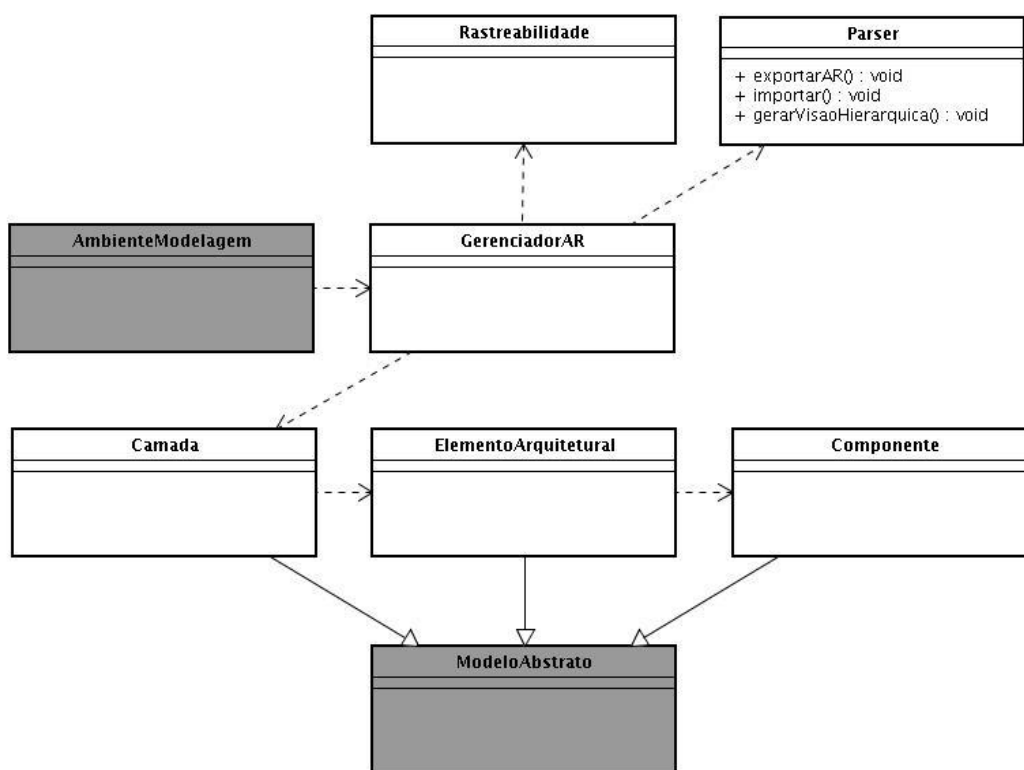 Rastreabilidade
Parser
+ exportarAR() : void
+ importar() : void
+ gerarVisaoHierarquica() : void
AmbienteModelagem
GerenciadorAR
Camada
ElementoArquitetural
Componente
ModeloAbstrato